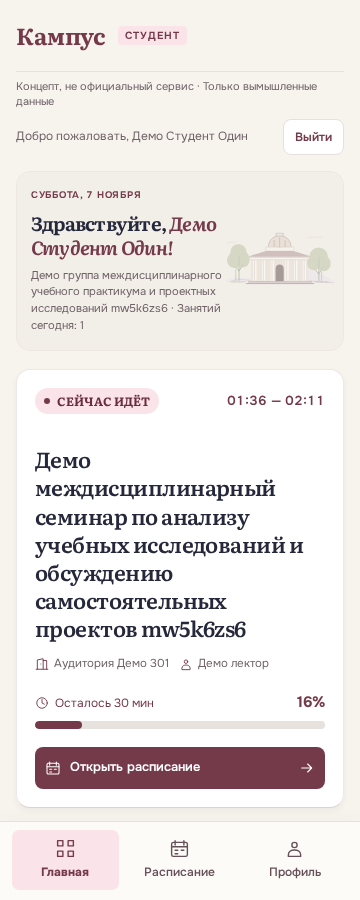 Кампус
СТУДЕНТ
Концепт, не официальный сервис · Только вымышленные
данные
Добро пожаловать, Демо Студент Один
Выйти
СУББОТА, 7 НОЯБРЯ
Здравствуйте, Демо
Студент Один!
Демо группа междисциплинарного
учебного практикума и проектных
исследований mw5k6zs6 · Занятий
сегодня: 1
СЕЙЧАС ИДЁТ
01:36 — 02:11
Демо
междисциплинарный
семинар по анализу
учебных исследований и
обсуждению
самостоятельных
проектов mw5k6zs6
Аудитория Демо 301
Демо лектор
Осталось 30 мин
16%
Открыть расписание
Главная
Расписание
Профиль